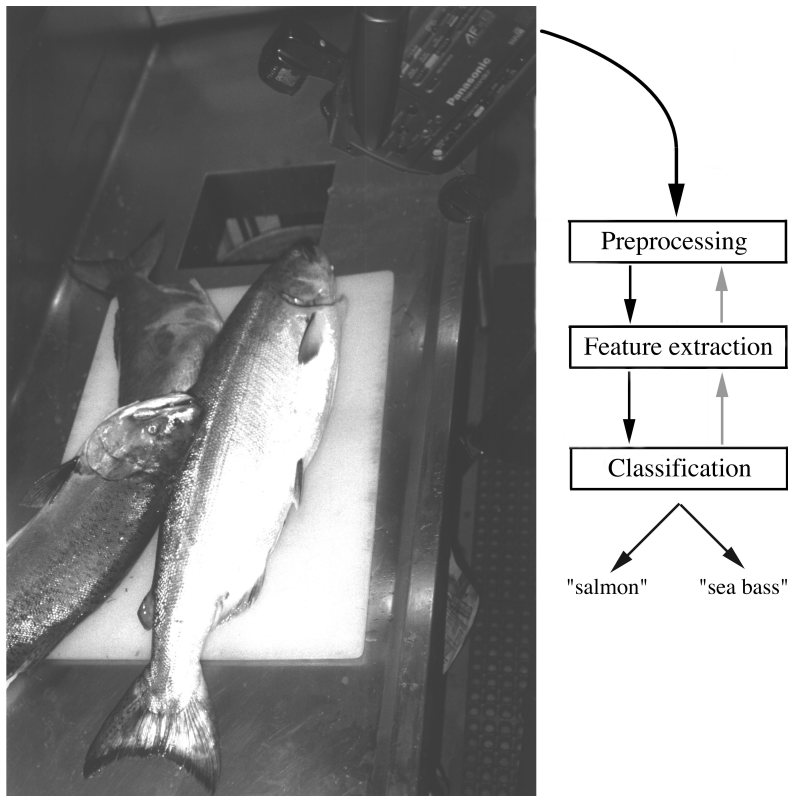 Panasonic
Preprocessing
Feature extraction
Classification
"salmon" "sea bass"